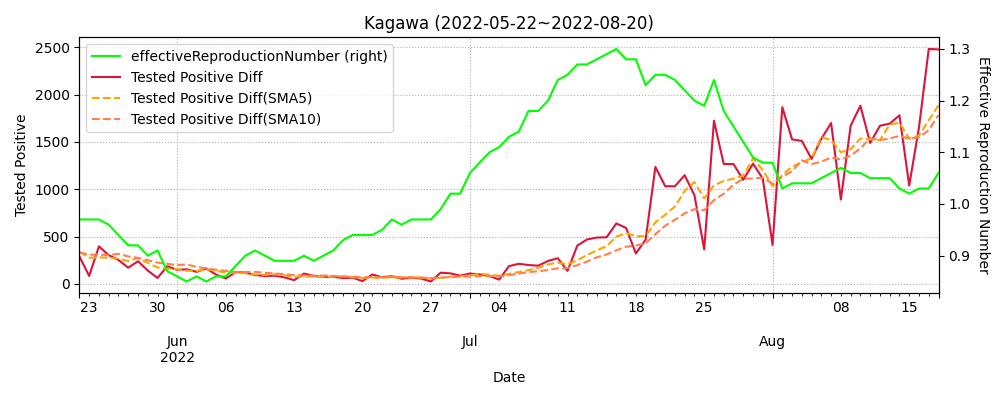 Kagawa (2022-05-22~2022-08-20)
effectiveReproductionNumber (right)
Tested Positive Diff
Tested Positive Diff(SMA5)
Tested Positive Diff(SMA10)
Tested Positive
2500
2000
1500
1000
500
0
1.3
1.2
1.1
1.0
0.9
Effective Reproduction Number
23 30 06 13 20 27 04 11 18 25 08 15
Jun Jul Aug
2022
Date